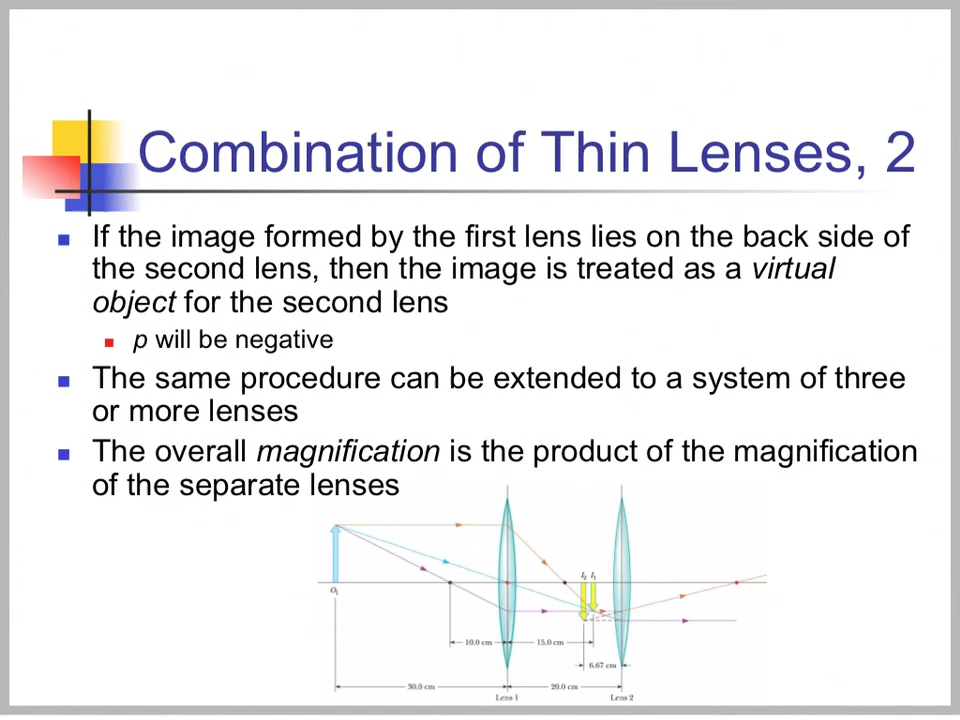 Combination of Thin Lenses, 2
If the image formed by the first lens lies on the back side of
the second lens, then the image is treated as a virtual
object for the second lens
p will be negative
The same procedure can be extended to a system of three
or more lenses
The overall magnification is the product of the magnification
of the separate lenses
I₂ I₁
O₁
10.0 cm 15.0 cm
6.67 cm
30.0 cm 20.0 cm
Lens 1 Lens 2